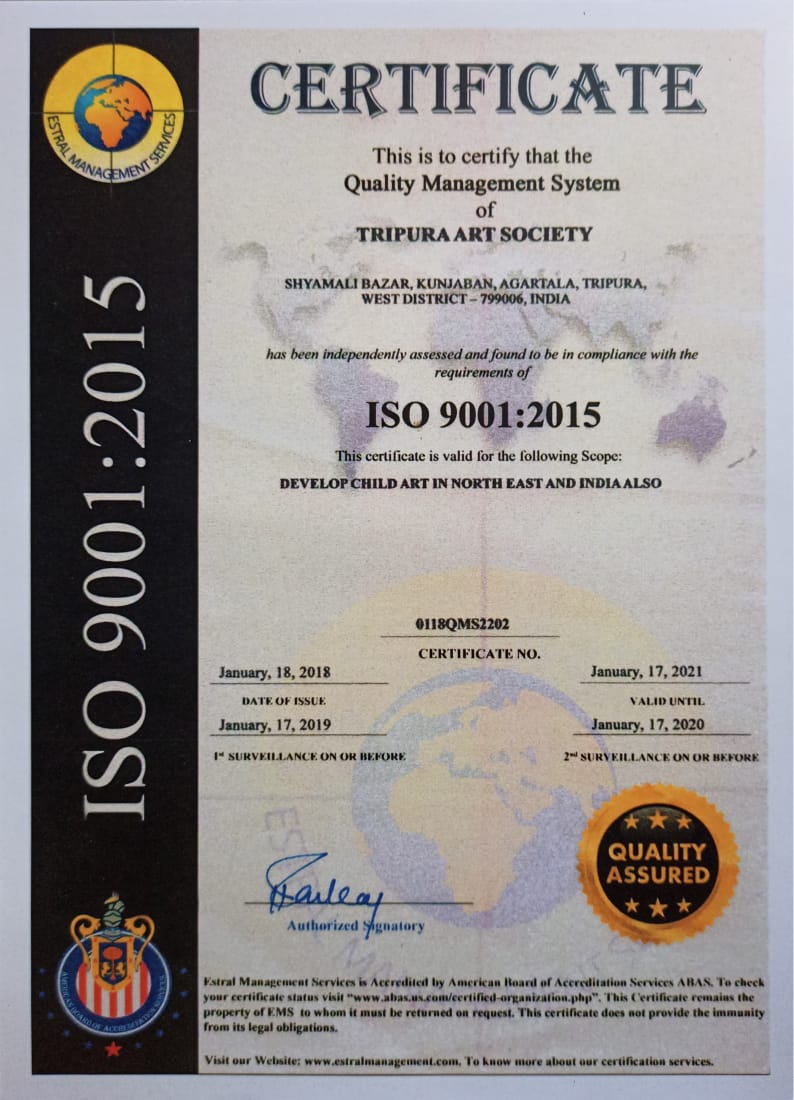 ESTRAL MANAGEMENT SERVICES
ISO 9001:2015
CERTIFICATE
This is to certify that the
Quality Management System
of
TRIPURA ART SOCIETY
SHYAMALI BAZAR, KUNJABAN, AGARTALA, TRIPURA,
WEST DISTRICT – 799006, INDIA
has been independently assessed and found to be in compliance with the
requirements of
ISO 9001:2015
This certificate is valid for the following Scope:
DEVELOP CHILD ART IN NORTH EAST AND INDIA ALSO
0118QMS2202
CERTIFICATE NO.
January, 18, 2018
DATE OF ISSUE
January, 17, 2021
VALID UNTIL
January, 17, 2019
1st SURVEILLANCE ON OR BEFORE
January, 17, 2020
2nd SURVEILLANCE ON OR BEFORE
QUALITY
ASSURED
Authorized Signatory
AMERICAN BOARD OF ACCREDITATION SERVICES
Estral Management Services is Accredited by American Board of Accreditation Services ABAS. To check
your certificate status visit "www.abas.us.com/certified-organization.php". This Certificate remains the
property of EMS to whom it must be returned on request. This certificate does not provide the immunity
from its legal obligations.
Visit our Website: www.estralmanagement.com. To know more about our certification services.